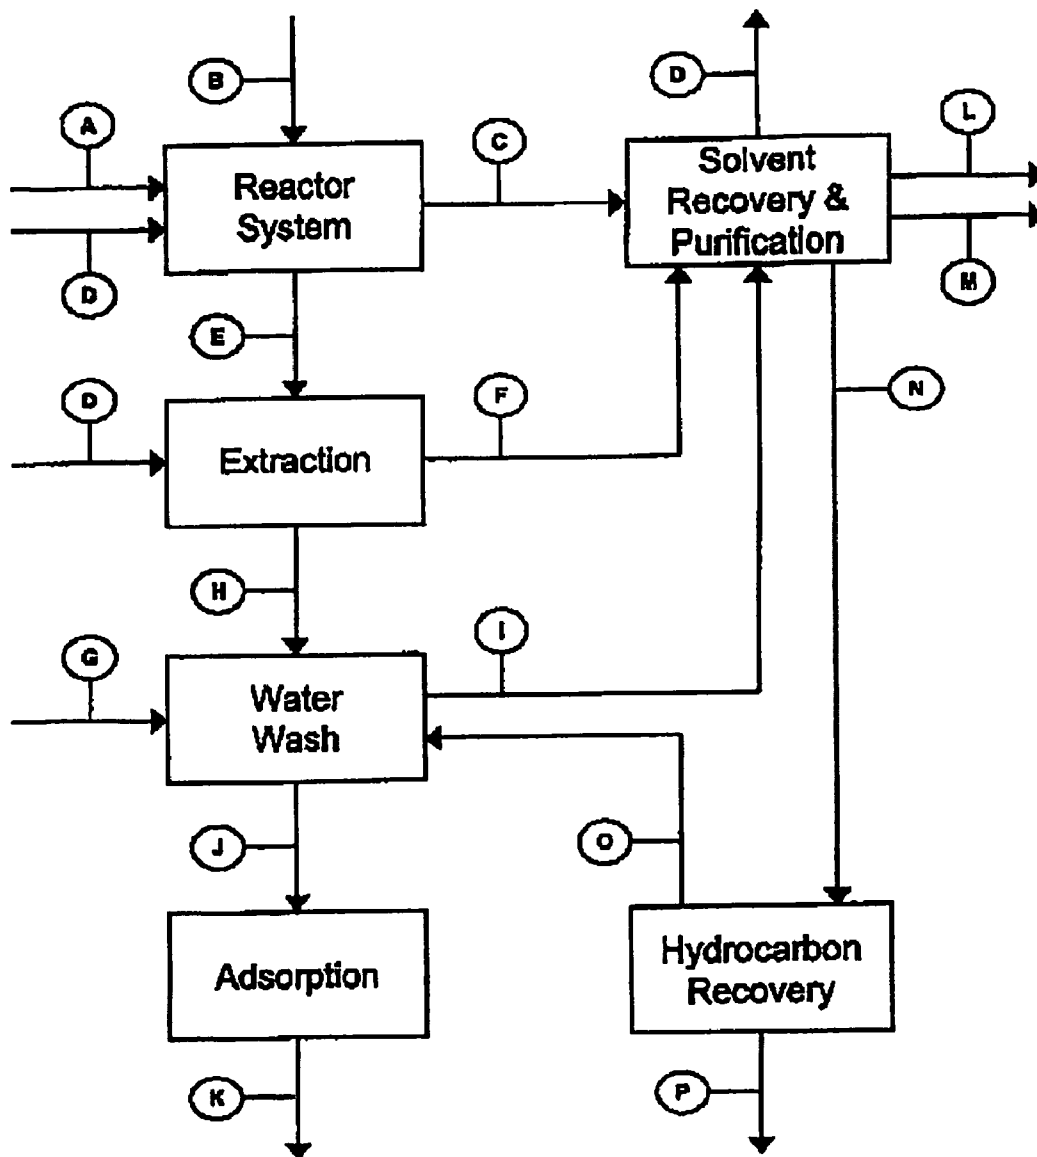 B
D
A
C
L
Reactor
System
Solvent
Recovery &
Purification
D
M
E
D
F
N
Extraction
H
G
I
Water
Wash
J
O
Adsorption
Hydrocarbon
Recovery
K
P